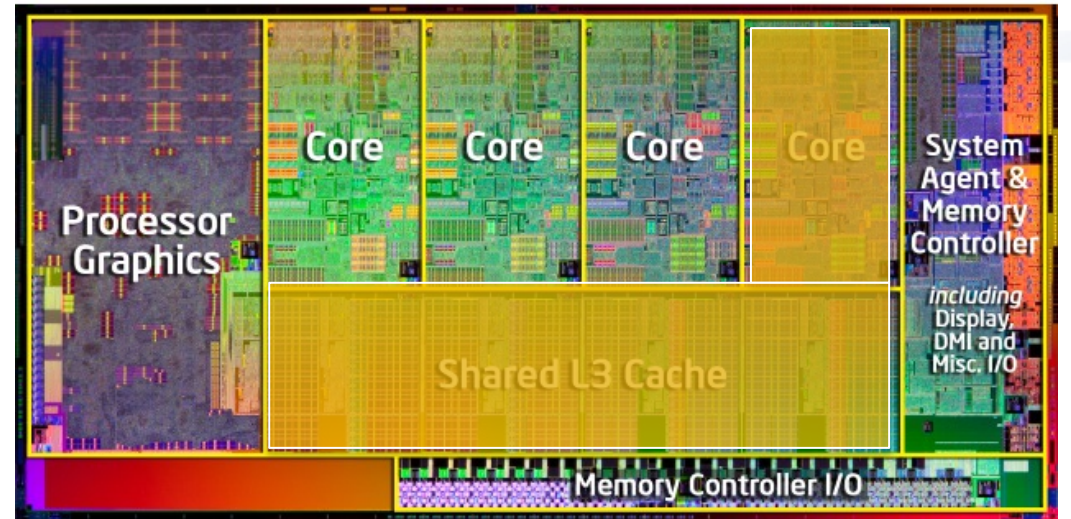 Processor
Graphics
Core
Core
Core
Core
System
Agent &
Memory
Controller
including
Display,
DMI and
Misc. I/O
Shared L3 Cache
Memory Controller I/O